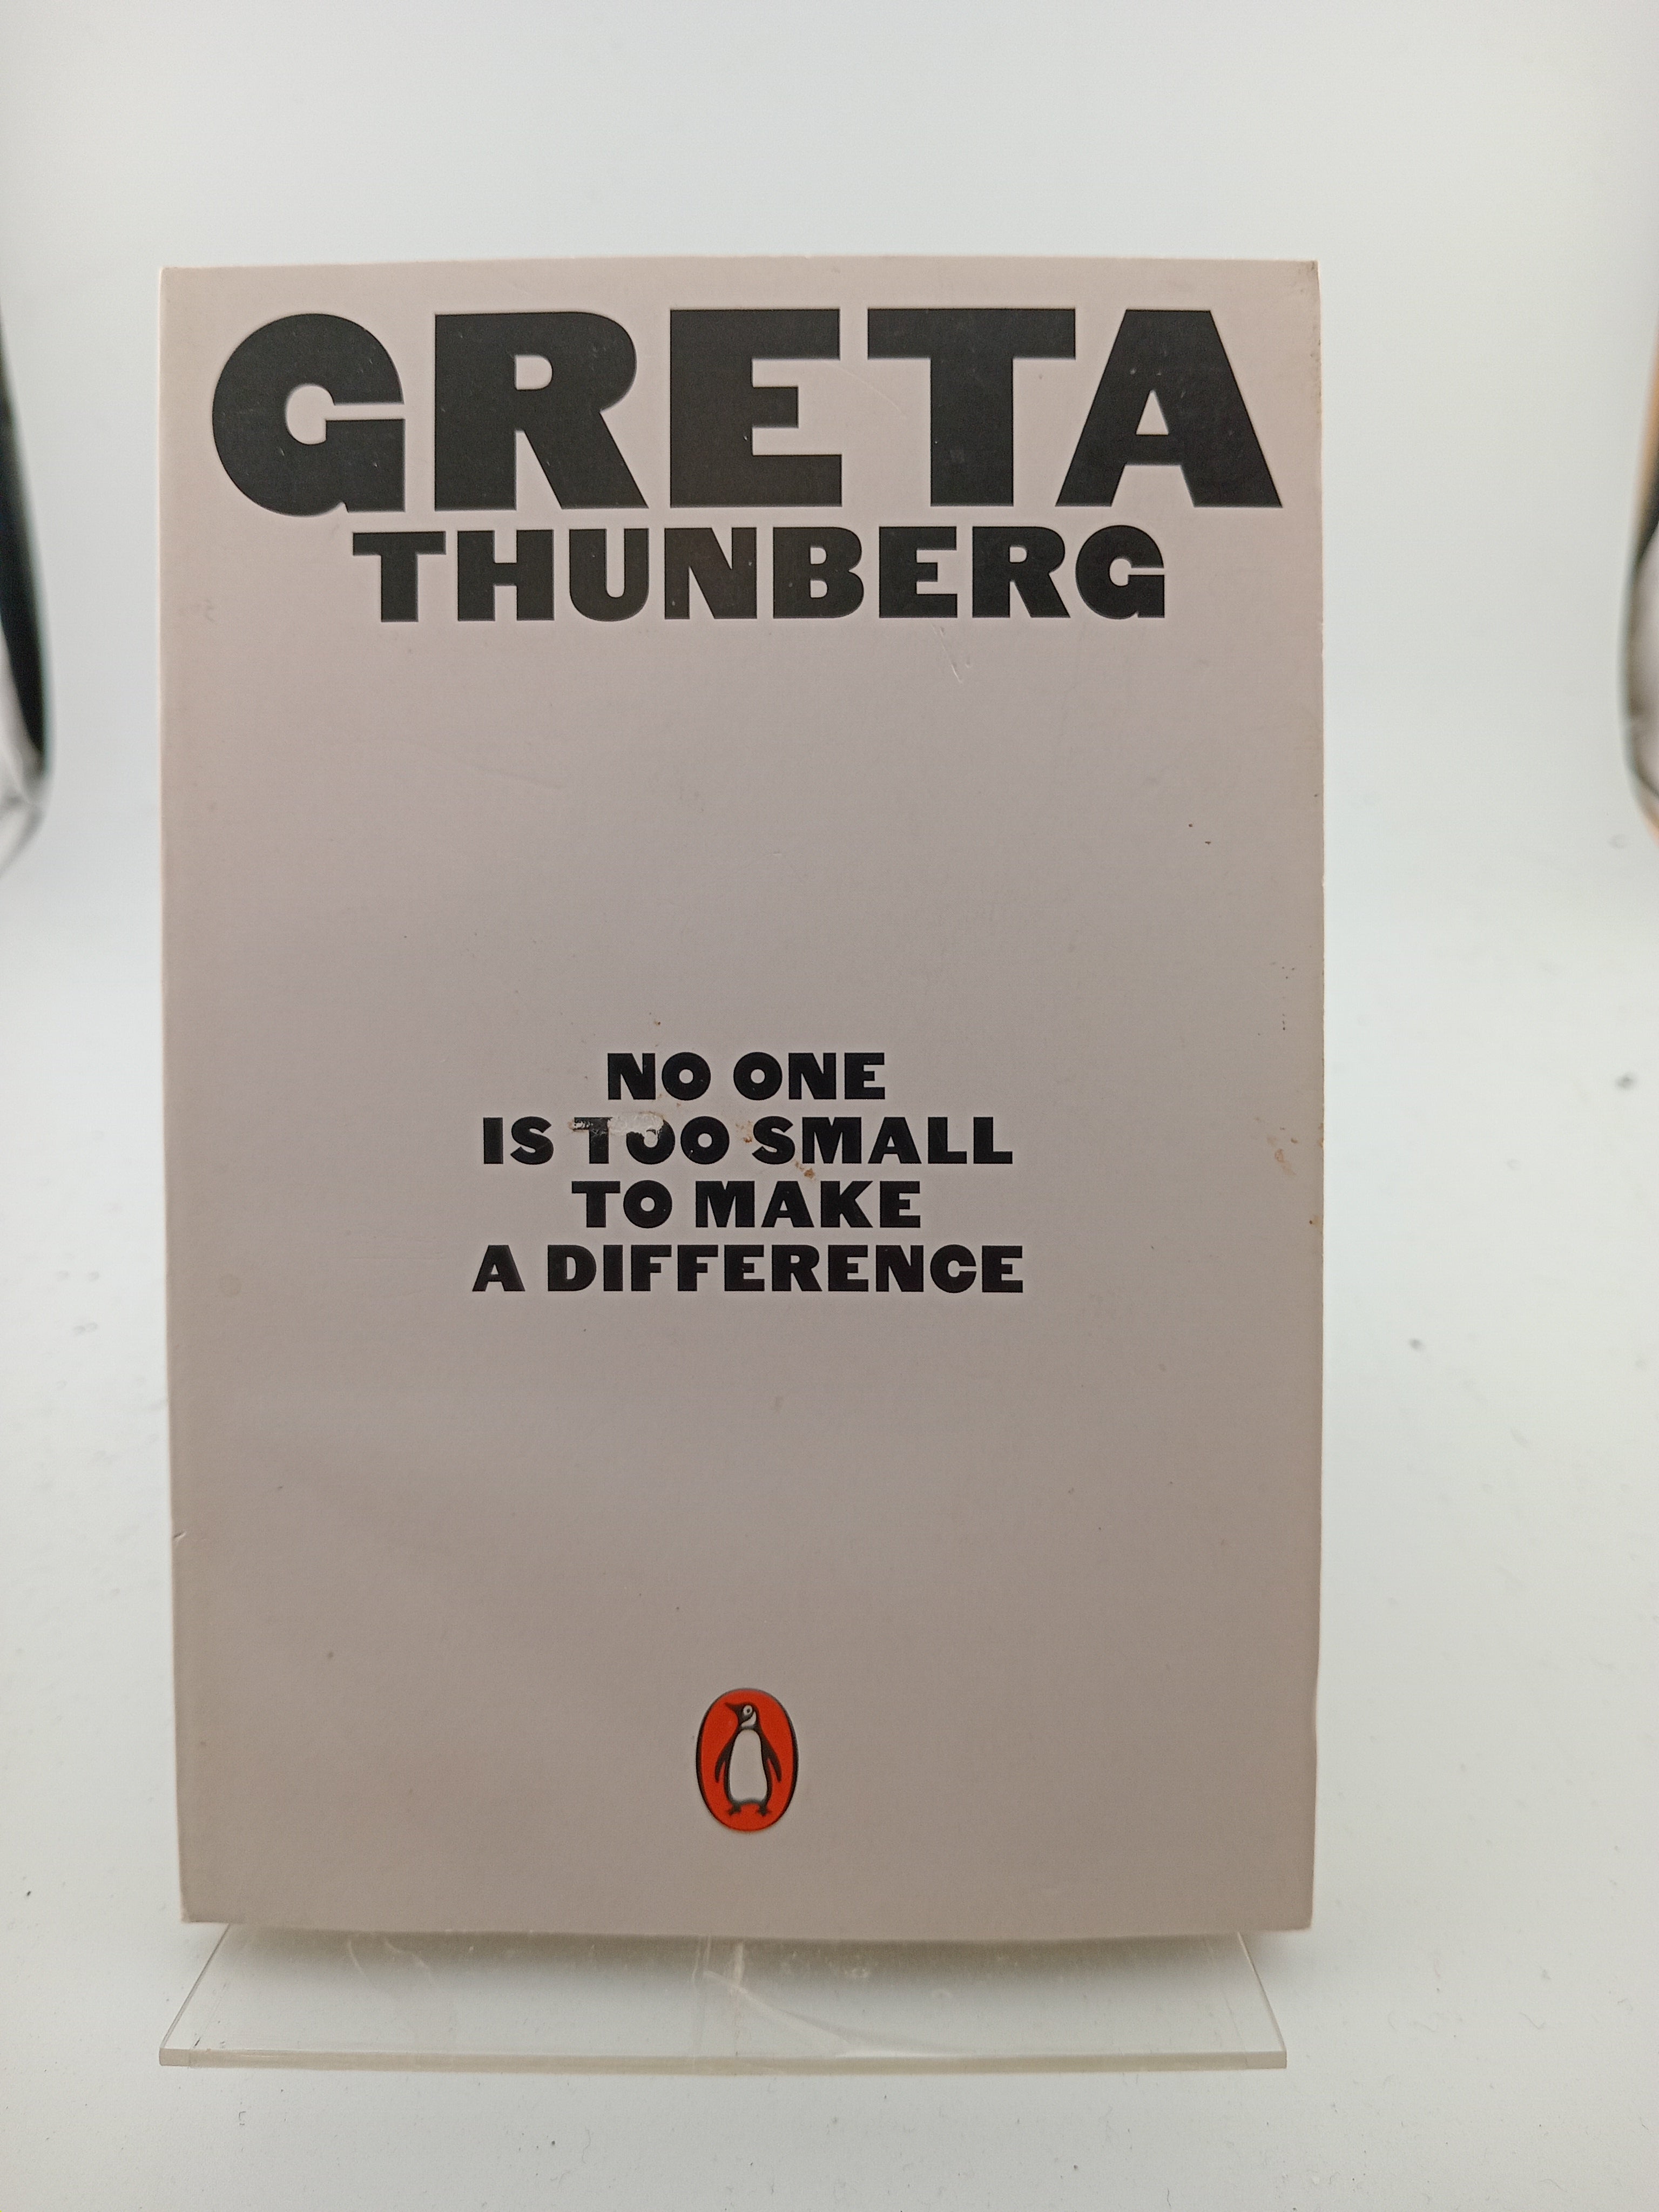 GRETA
THUNBERG
NO ONE
IS TOO SMALL
TO MAKE
A DIFFERENCE